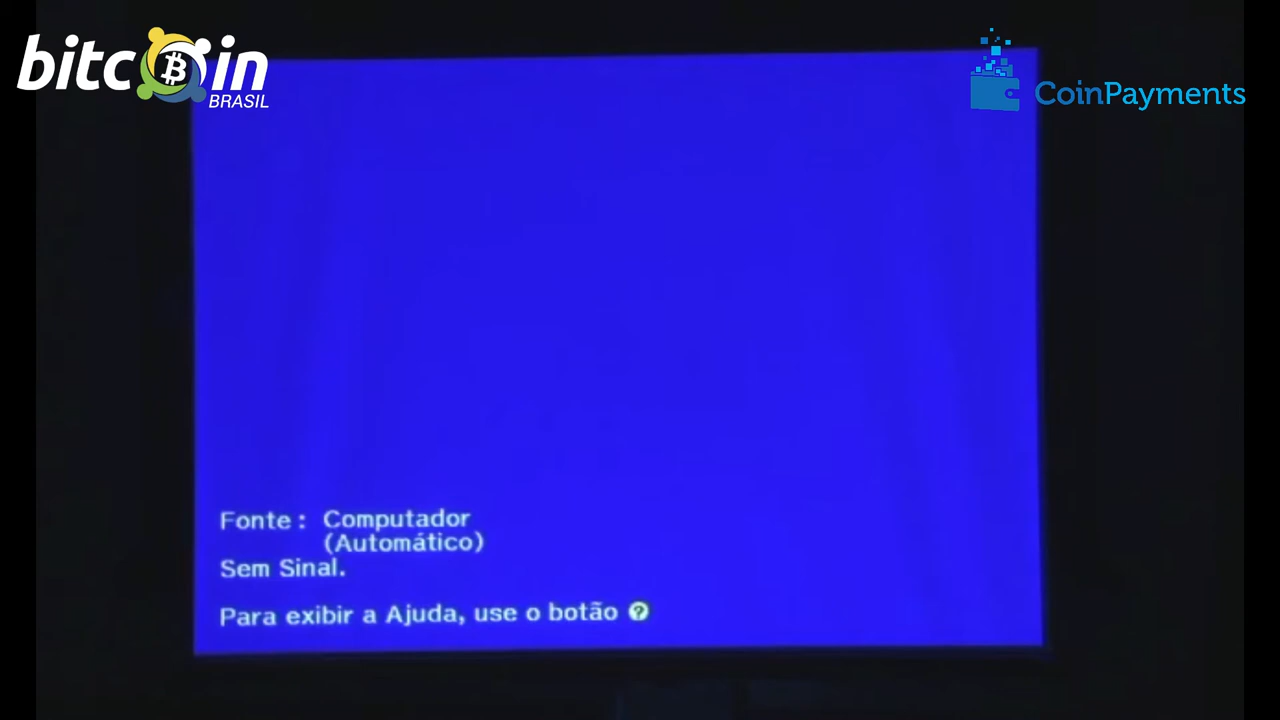 bitcoin
BRASIL
CoinPayments
Fonte: Computador
(Automático)
Sem Sinal.
Para exibir a Ajuda, use o botão ?